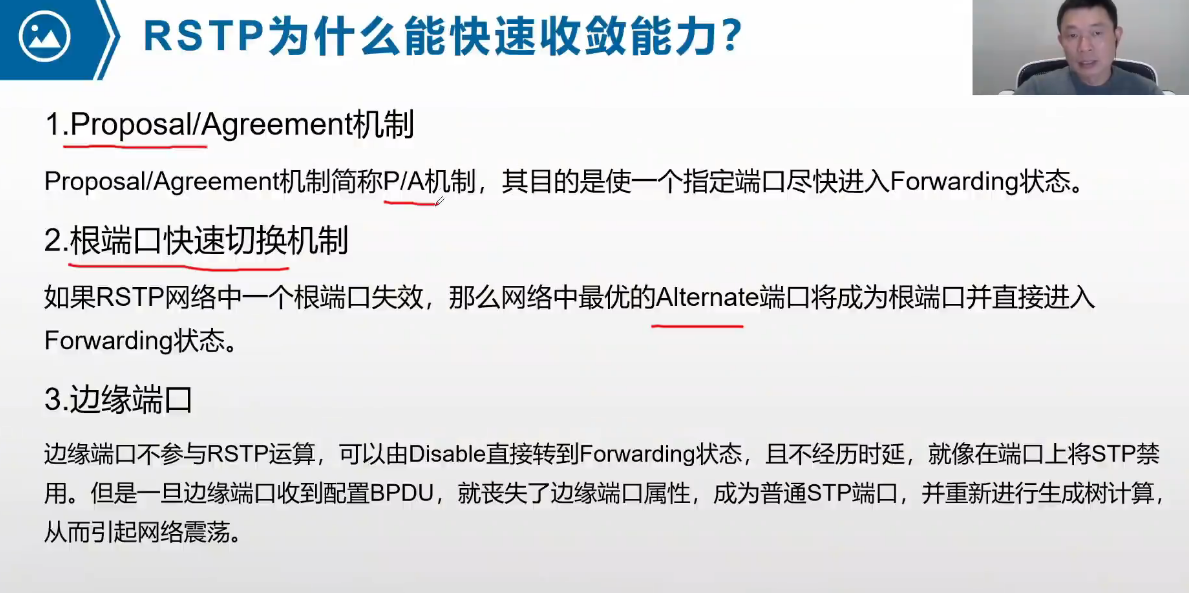 RSTP为什么能快速收敛能力？
1.Proposal/Agreement机制
Proposal/Agreement机制简称P/A机制，其目的是使一个指定端口尽快进入Forwarding状态。
2.根端口快速切换机制
如果RSTP网络中一个根端口失效，那么网络中最优的Alternate端口将成为根端口并直接进入
Forwarding状态。
3.边缘端口
边缘端口不参与RSTP运算，可以由Disable直接转到Forwarding状态，且不经历时延，就像在端口上将STP禁
用。但是一旦边缘端口收到配置BPDU，就丧失了边缘端口属性，成为普通STP端口，并重新进行生成树计算，
从而引起网络震荡。